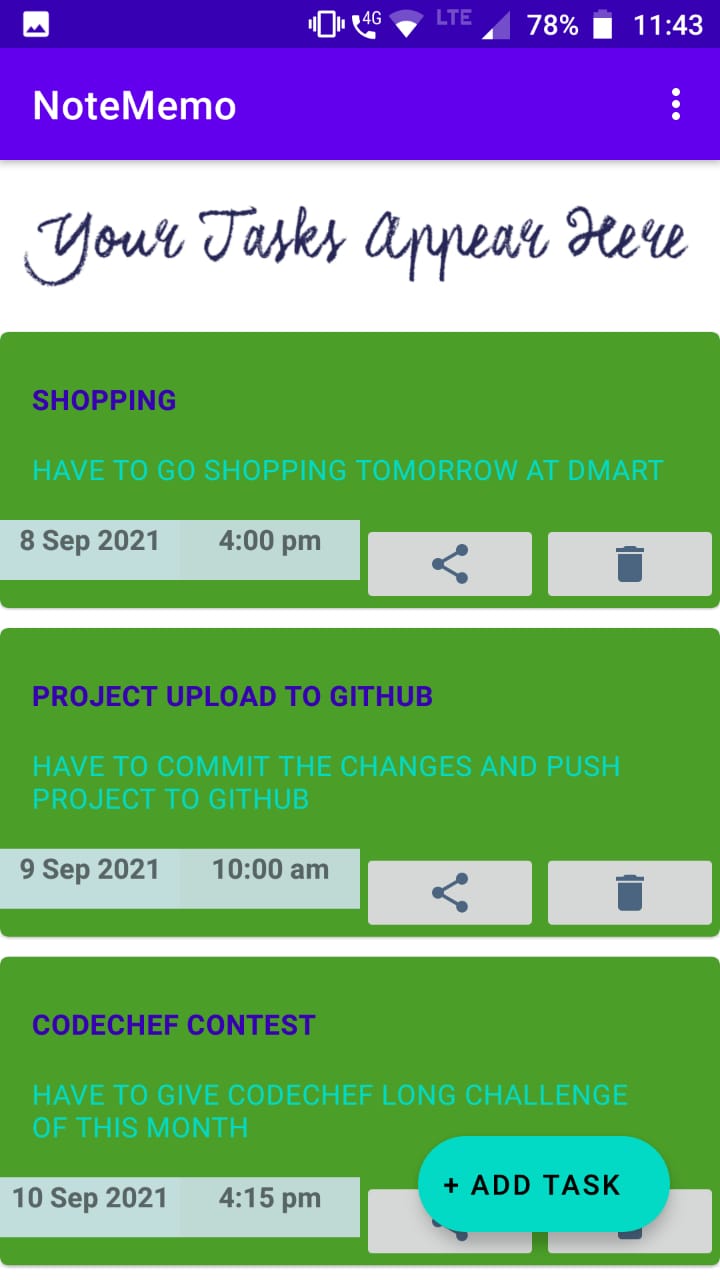 4G LTE 78% 11:43
NoteMemo
Your Tasks Appear Here
SHOPPING
HAVE TO GO SHOPPING TOMORROW AT DMART
8 Sep 2021 4:00 pm
PROJECT UPLOAD TO GITHUB
HAVE TO COMMIT THE CHANGES AND PUSH
PROJECT TO GITHUB
9 Sep 2021 10:00 am
CODECHEF CONTEST
HAVE TO GIVE CODECHEF LONG CHALLENGE
OF THIS MONTH
+ ADD TASK
10 Sep 2021 4:15 pm